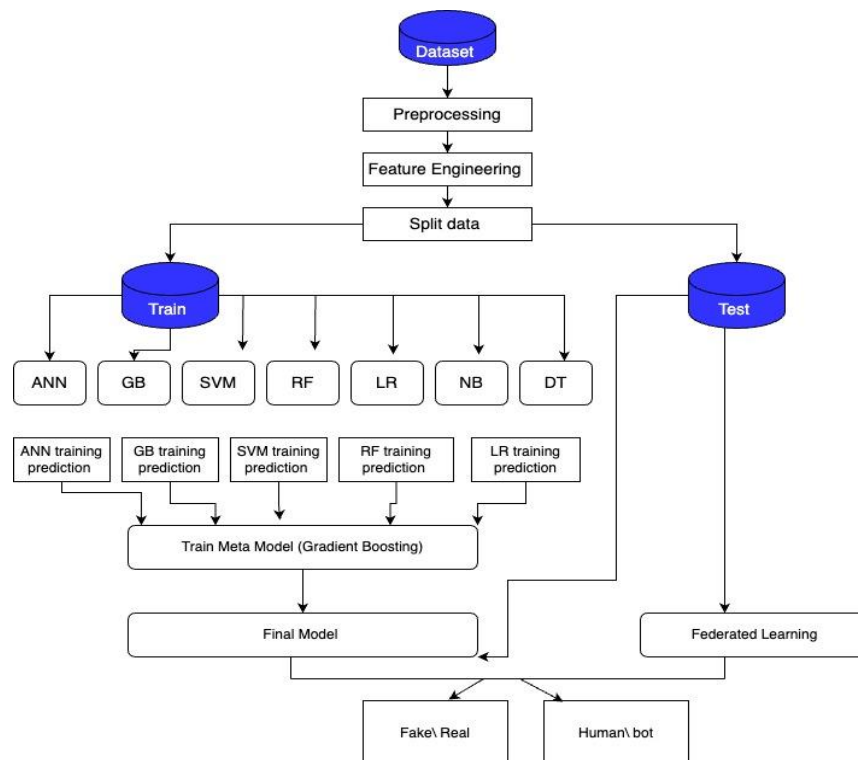 Dataset
Preprocessing
Feature Engineering
Split data
Train
Test
ANN
GB
SVM
RF
LR
NB
DT
ANN training
prediction
GB training
prediction
SVM training
prediction
RF training
prediction
LR training
prediction
Train Meta Model (Gradient Boosting)
Final Model
Federated Learning
Fake\ Real
Human\ bot